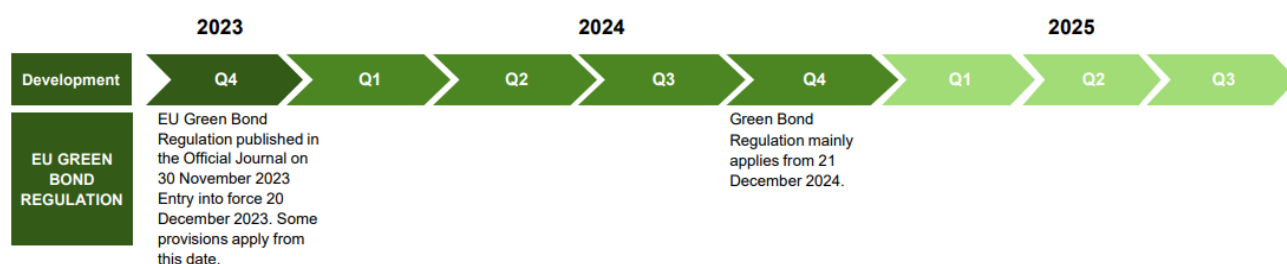 2023
2024
2025
Development
Q4
Q1
Q2
Q3
Q4
Q1
Q2
Q3
EU GREEN
BOND
REGULATION
EU Green Bond
Regulation published in
the Official Journal on
30 November 2023
Entry into force 20
December 2023. Some
provisions apply from
this date.
Green Bond
Regulation mainly
applies from 21
December 2024.